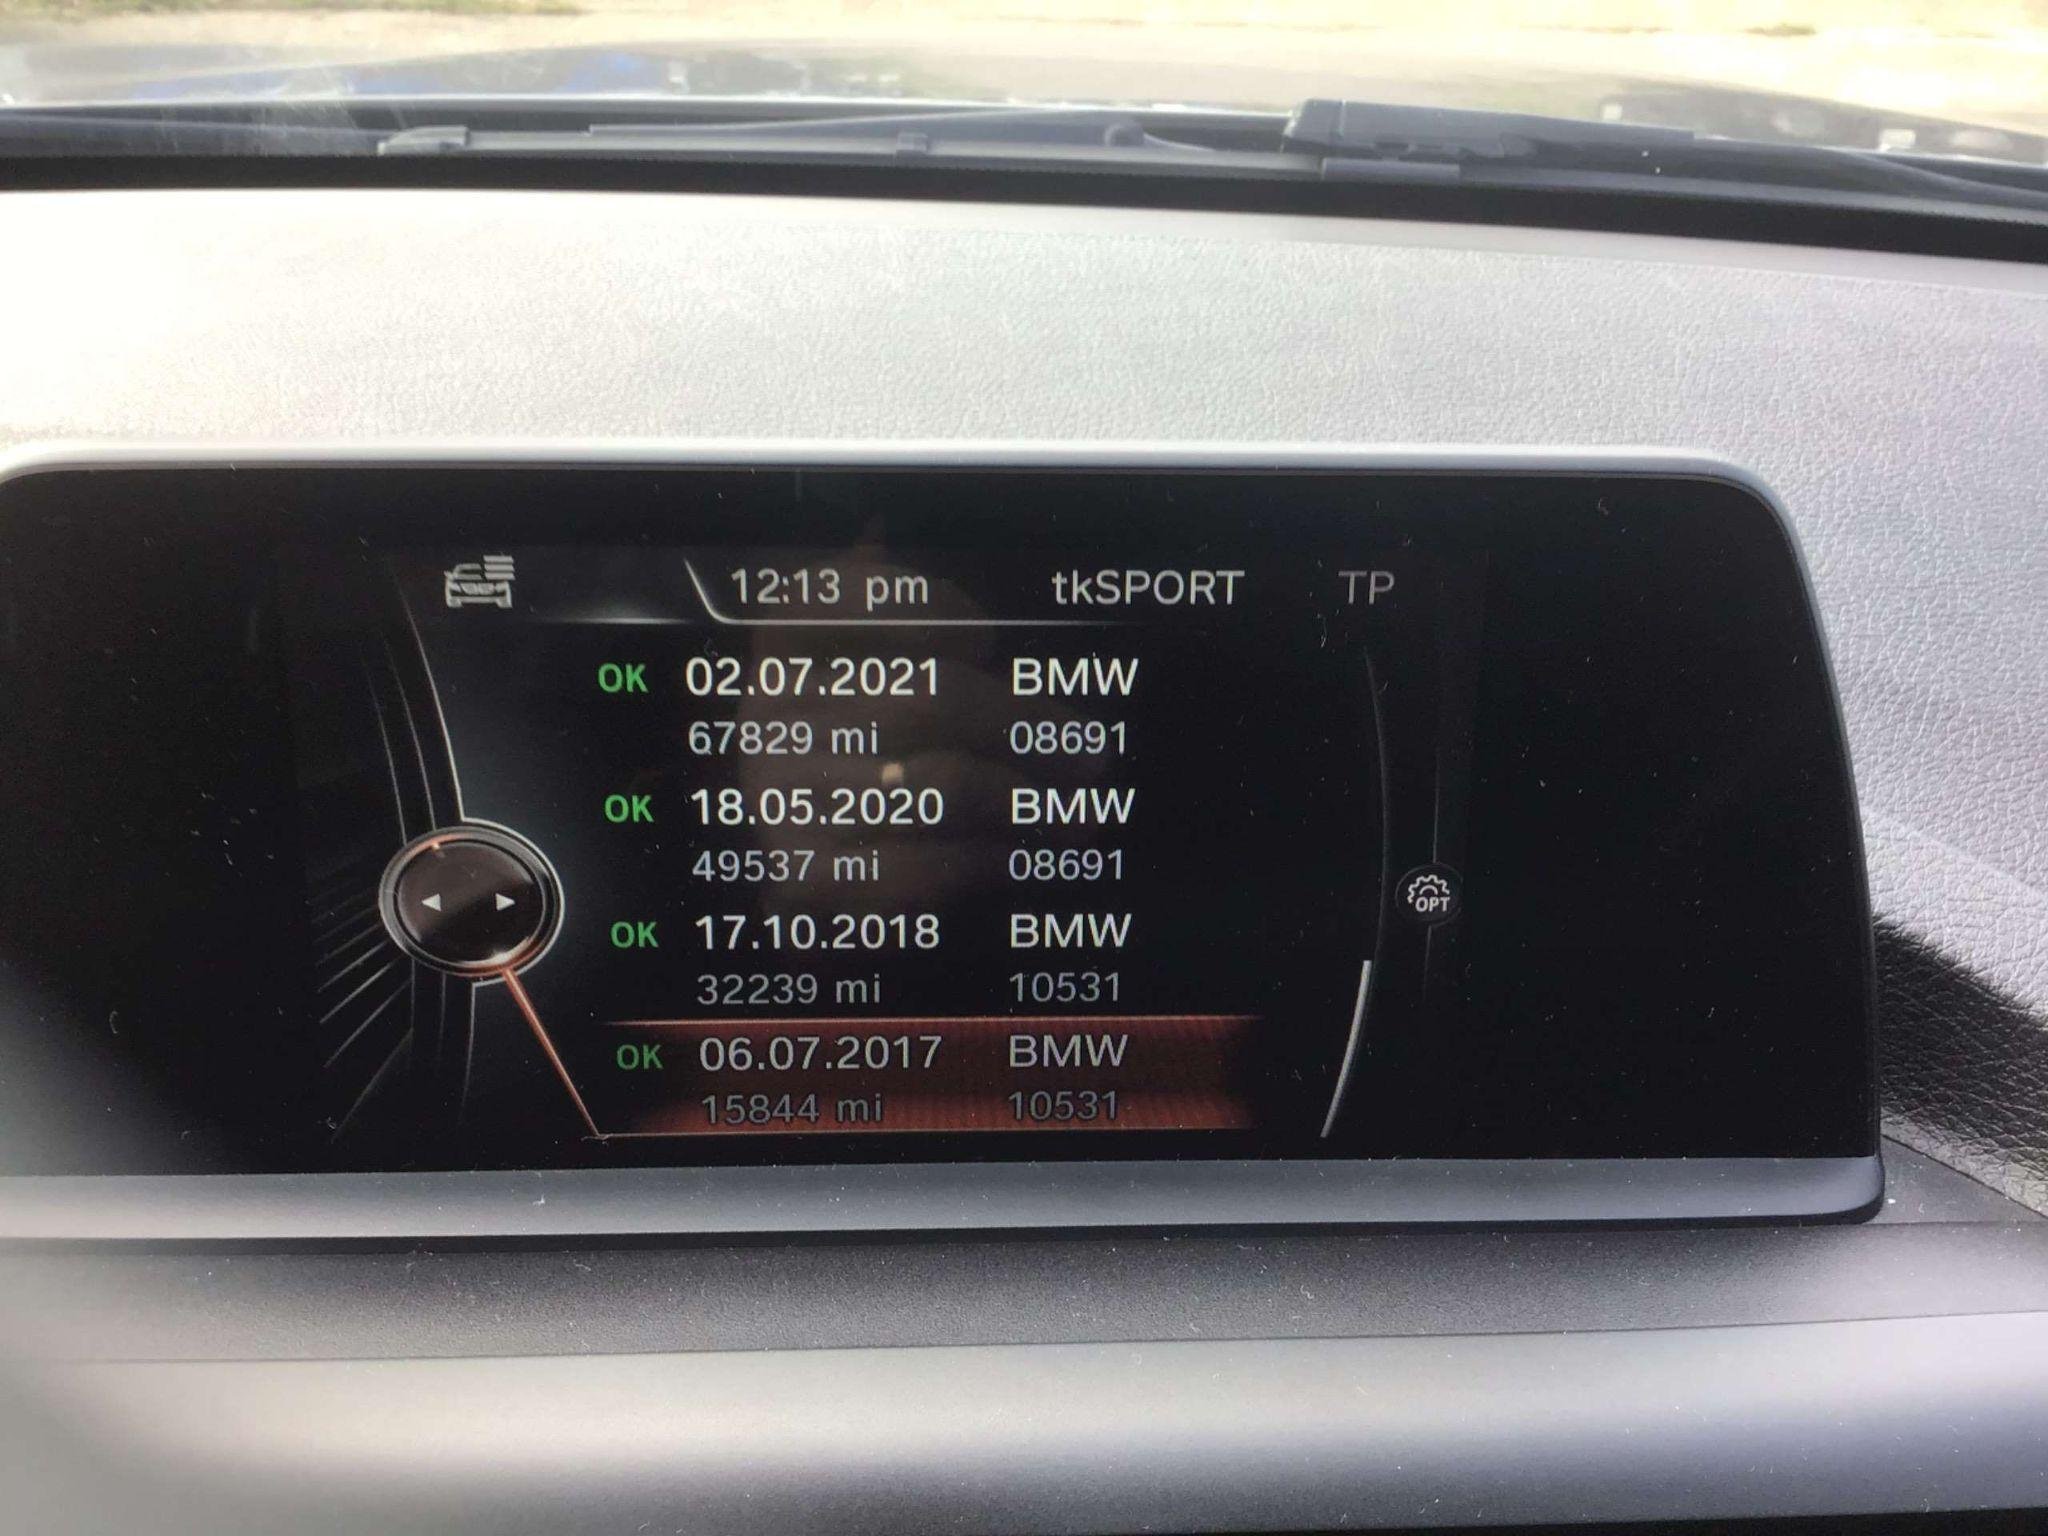 12:13 pm tkSPORT TP
OK 02.07.2021 BMW
67829 mi 08691
OK 18.05.2020 BMW
49537 mi 08691
OPT
OK 17.10.2018 BMW
32239 mi 10531
OK 06.07.2017 BMW
15844 mi 10531